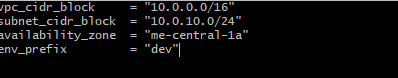 vpc_cidr_block = "10.0.0.0/16"
subnet_cidr_block = "10.0.10.0/24"
availability_zone = "me-central-1a"
env_prefix = "dev"